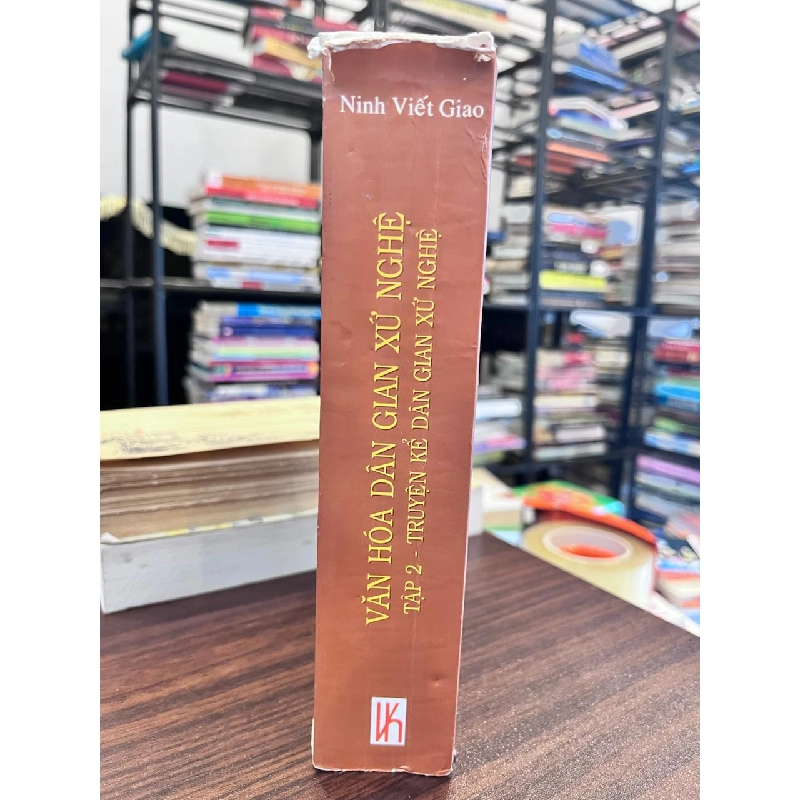 Ninh Viết Giao
VĂN HÓA DÂN GIAN XỨ NGHỆ
TẬP 2 - TRUYỆN KỂ DÂN GIAN XỨ NGHỆ